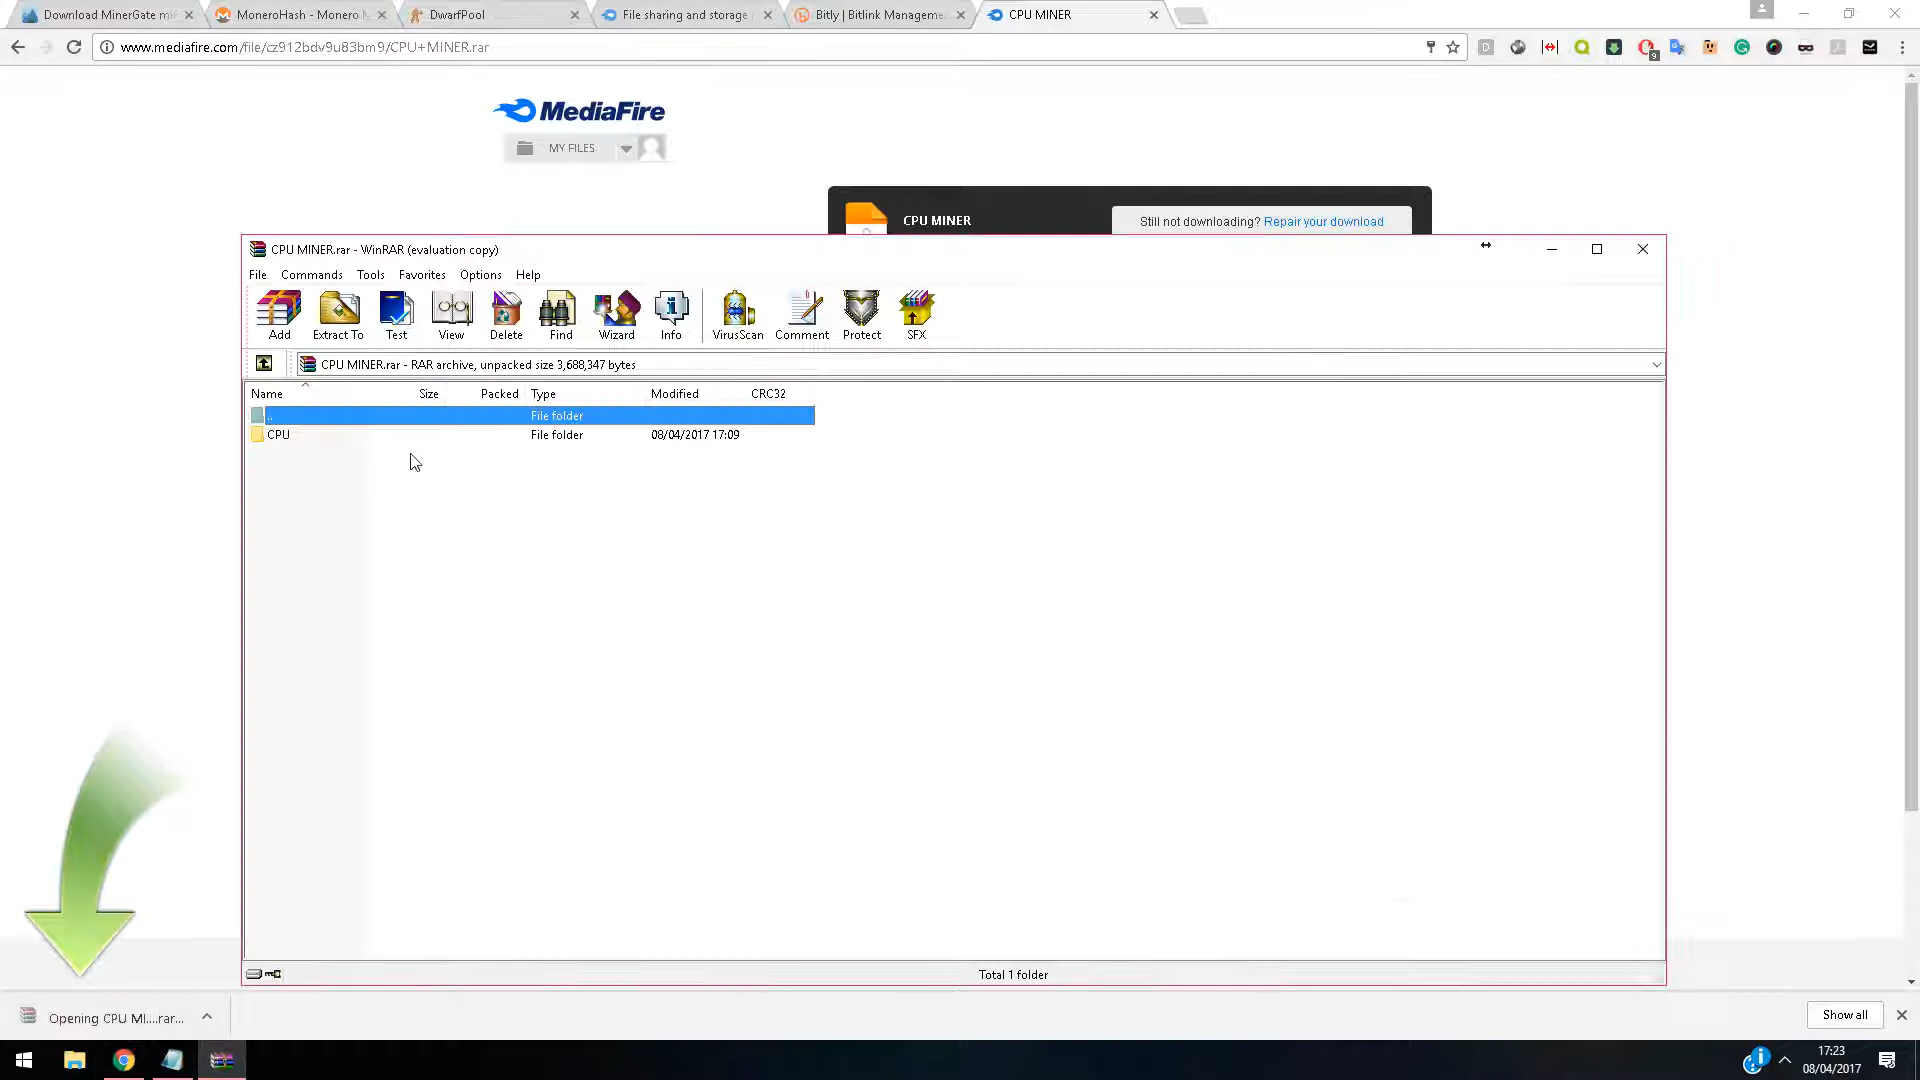 Download MinerGate mi
MoneroHash - Monero
DwarfPool
File sharing and storage
Bitly | Bitlink Manageme
CPU MINER
www.mediafire.com/file/cz912bdv9u83bm9/CPU+MINER.rar
9
MediaFire
MY FILES
CPU MINER
Still not downloading? Repair your download
CPU MINER.rar - WinRAR (evaluation copy)
File Commands Tools Favorites Options Help
Add Extract To Test View Delete Find Wizard Info VirusScan Comment Protect SFX
CPU MINER.rar - RAR archive, unpacked size 3,688,347 bytes
Name Size Packed Type Modified CRC32
.. File folder
CPU File folder 08/04/2017 17:09
Total 1 folder
Opening CPU MI....rar...
Show all
17:23
08/04/2017